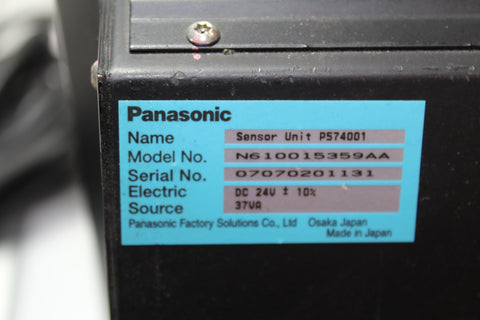 Panasonic
Name Sensor Unit P574001
Model No. N610015359AA
Serial No. 07070201131
Electric DC 24V ± 10%
Source 37VA
Panasonic Factory Solutions Co., Ltd Osaka Japan
Made in Japan